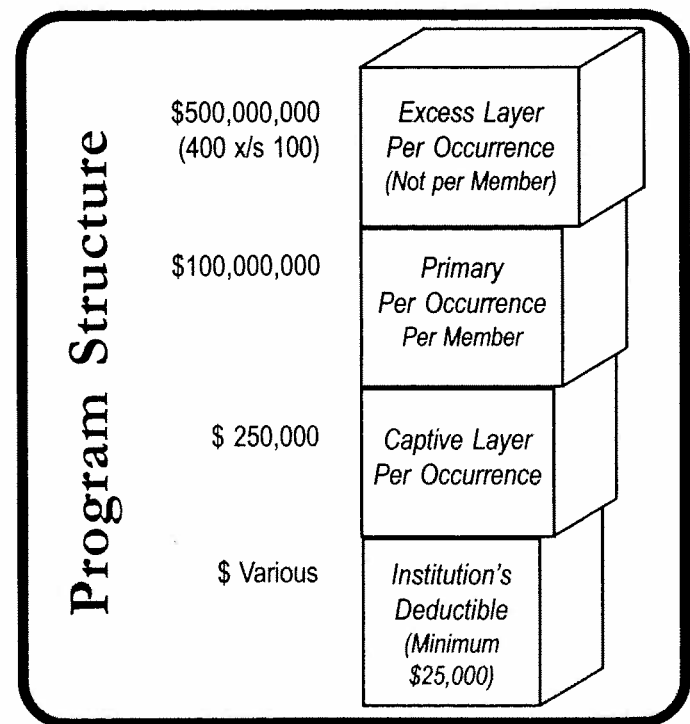 Program Structure
$500,000,000
(400 x/s 100)
Excess Layer
Per Occurrence
(Not per Member)
$100,000,000
Primary
Per Occurrence
Per Member
$ 250,000
Captive Layer
Per Occurrence
$ Various
Institution's
Deductible
(Minimum
$25,000)